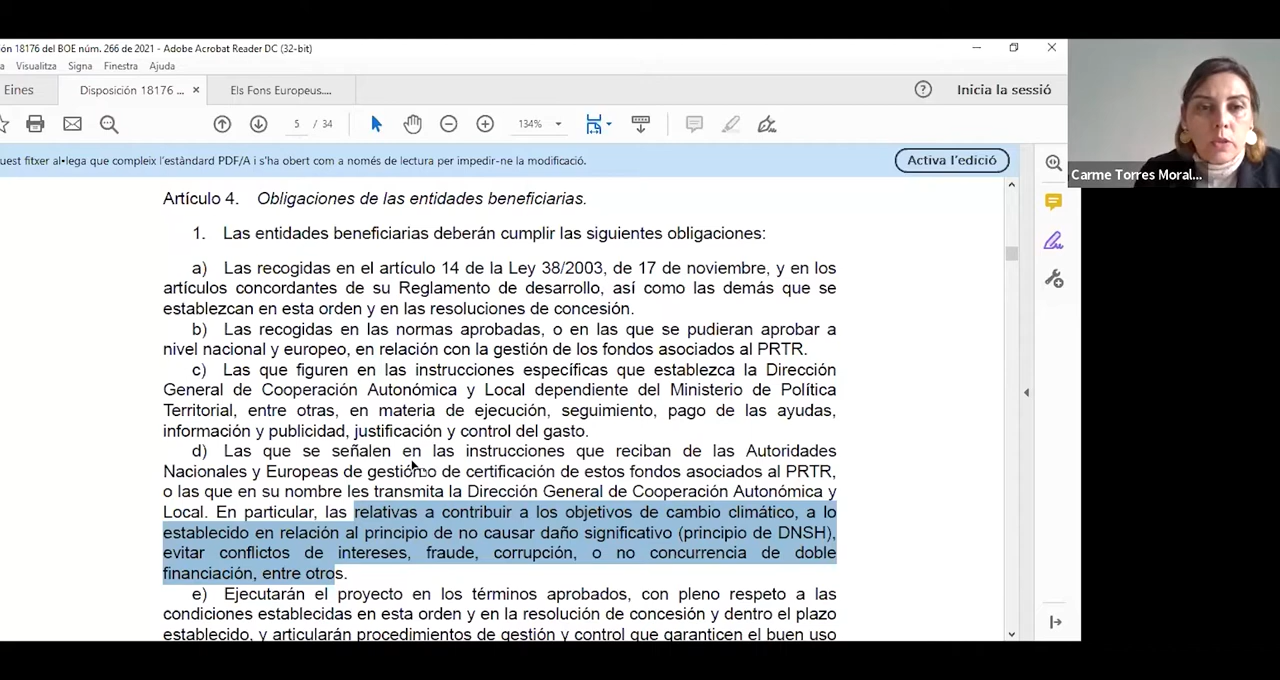 ón 18176 del BOE núm. 266 de 2021 - Adobe Acrobat Reader DC (32-bit)
a Visualitza Signa Finestra Ajuda
Eines Disposición 18176 ... × Els Fons Europeus.... ? Inicia la sessió
5 / 34 134%
uest fitxer al•lega que compleix l'estàndard PDF/A i s'ha obert com a només de lectura per impedir-ne la modificació. Activa l'edició
Carme Torres Moral...
Artículo 4. Obligaciones de las entidades beneficiarias.
1. Las entidades beneficiarias deberán cumplir las siguientes obligaciones:
a) Las recogidas en el artículo 14 de la Ley 38/2003, de 17 de noviembre, y en los
artículos concordantes de su Reglamento de desarrollo, así como las demás que se
establezcan en esta orden y en las resoluciones de concesión.
b) Las recogidas en las normas aprobadas, o en las que se pudieran aprobar a
nivel nacional y europeo, en relación con la gestión de los fondos asociados al PRTR.
c) Las que figuren en las instrucciones específicas que establezca la Dirección
General de Cooperación Autonómica y Local dependiente del Ministerio de Política
Territorial, entre otras, en materia de ejecución, seguimiento, pago de las ayudas,
información y publicidad, justificación y control del gasto.
d) Las que se señalen en las instrucciones que reciban de las Autoridades
Nacionales y Europeas de gestión o de certificación de estos fondos asociados al PRTR,
o las que en su nombre les transmita la Dirección General de Cooperación Autonómica y
Local. En particular, las relativas a contribuir a los objetivos de cambio climático, a lo
establecido en relación al principio de no causar daño significativo (principio de DNSH),
evitar conflictos de intereses, fraude, corrupción, o no concurrencia de doble
financiación, entre otros.
e) Ejecutarán el proyecto en los términos aprobados, con pleno respeto a las
condiciones establecidas en esta orden y en la resolución de concesión y dentro el plazo
establecido, y articularán procedimientos de gestión y control que garanticen el buen uso